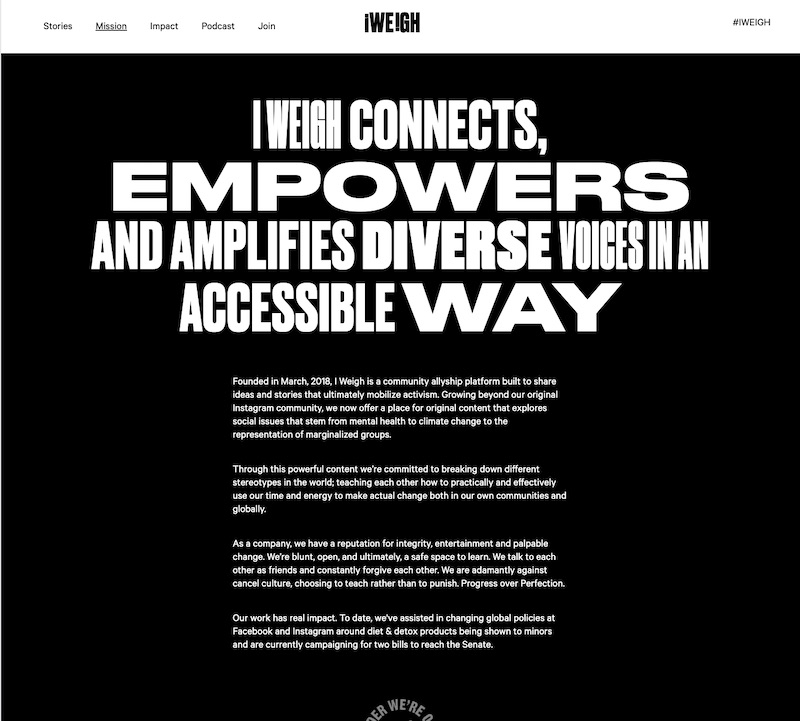 Stories Mission Impact Podcast Join iWE!GH #IWEIGH
I WEIGH CONNECTS,
EMPOWERS
AND AMPLIFIES DIVERSE VOICES IN AN
ACCESSIBLE WAY
Founded in March, 2018, I Weigh is a community allyship platform built to share
ideas and stories that ultimately mobilize activism. Growing beyond our original
Instagram community, we now offer a place for original content that explores
social issues that stem from mental health to climate change to the
representation of marginalized groups.
Through this powerful content we're committed to breaking down different
stereotypes in the world; teaching each other how to practically and effectively
use our time and energy to make actual change both in our own communities and
globally.
As a company, we have a reputation for integrity, entertainment and palpable
change. We're blunt, open, and ultimately, a safe space to learn. We talk to each
other as friends and constantly forgive each other. We are adamantly against
cancel culture, choosing to teach rather than to punish. Progress over Perfection.
Our work has real impact. To date, we've assisted in changing global policies at
Facebook and Instagram around diet & detox products being shown to minors
and are currently campaigning for two bills to reach the Senate.
WE'RE